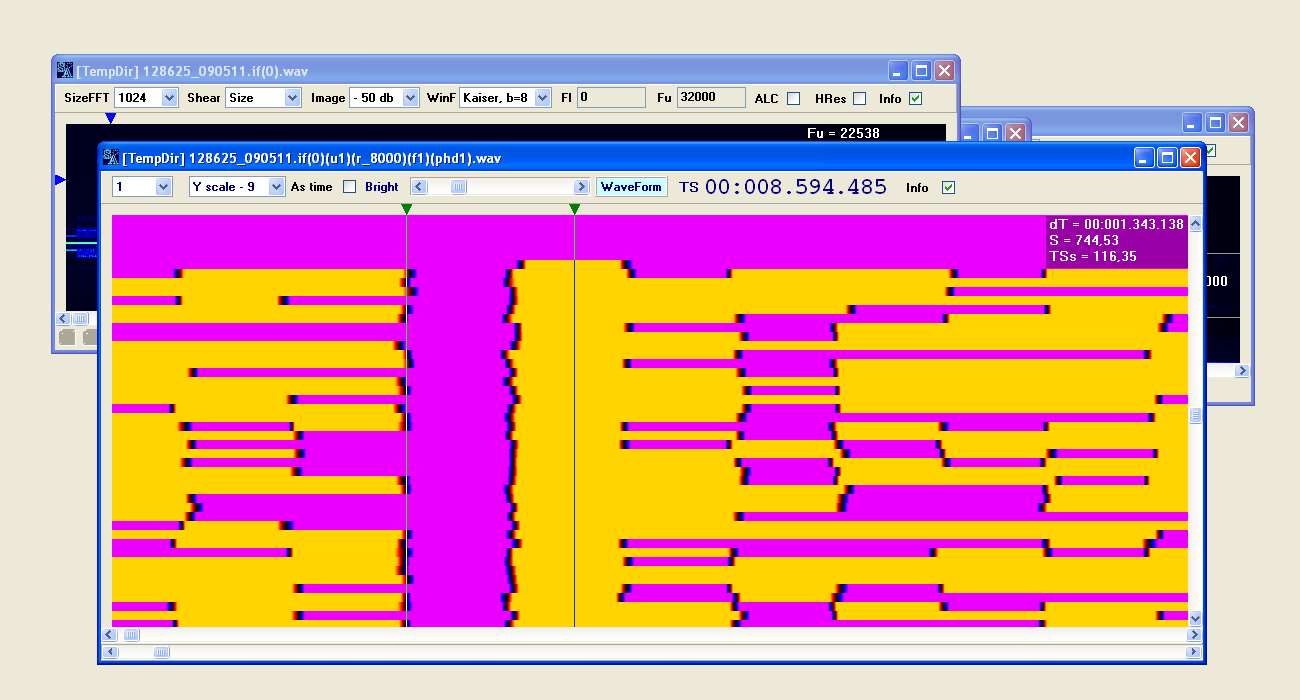 [TempDir] 128625_090511.if(0).wav
SizeFFT 1024 Shear Size Image - 50 db WinF Kaiser, b=8 Fl 0 Fu 32000 ALC HRes Info
Fu = 22538
[TempDir] 128625_090511.if(0)(u1)(r_8000)(f1)(phd1).wav
1 Y scale - 9 As time Bright WaveForm TS 00:008.594.485 Info
dT = 00:001.343.138
S = 744,53
TSs = 116,35
000